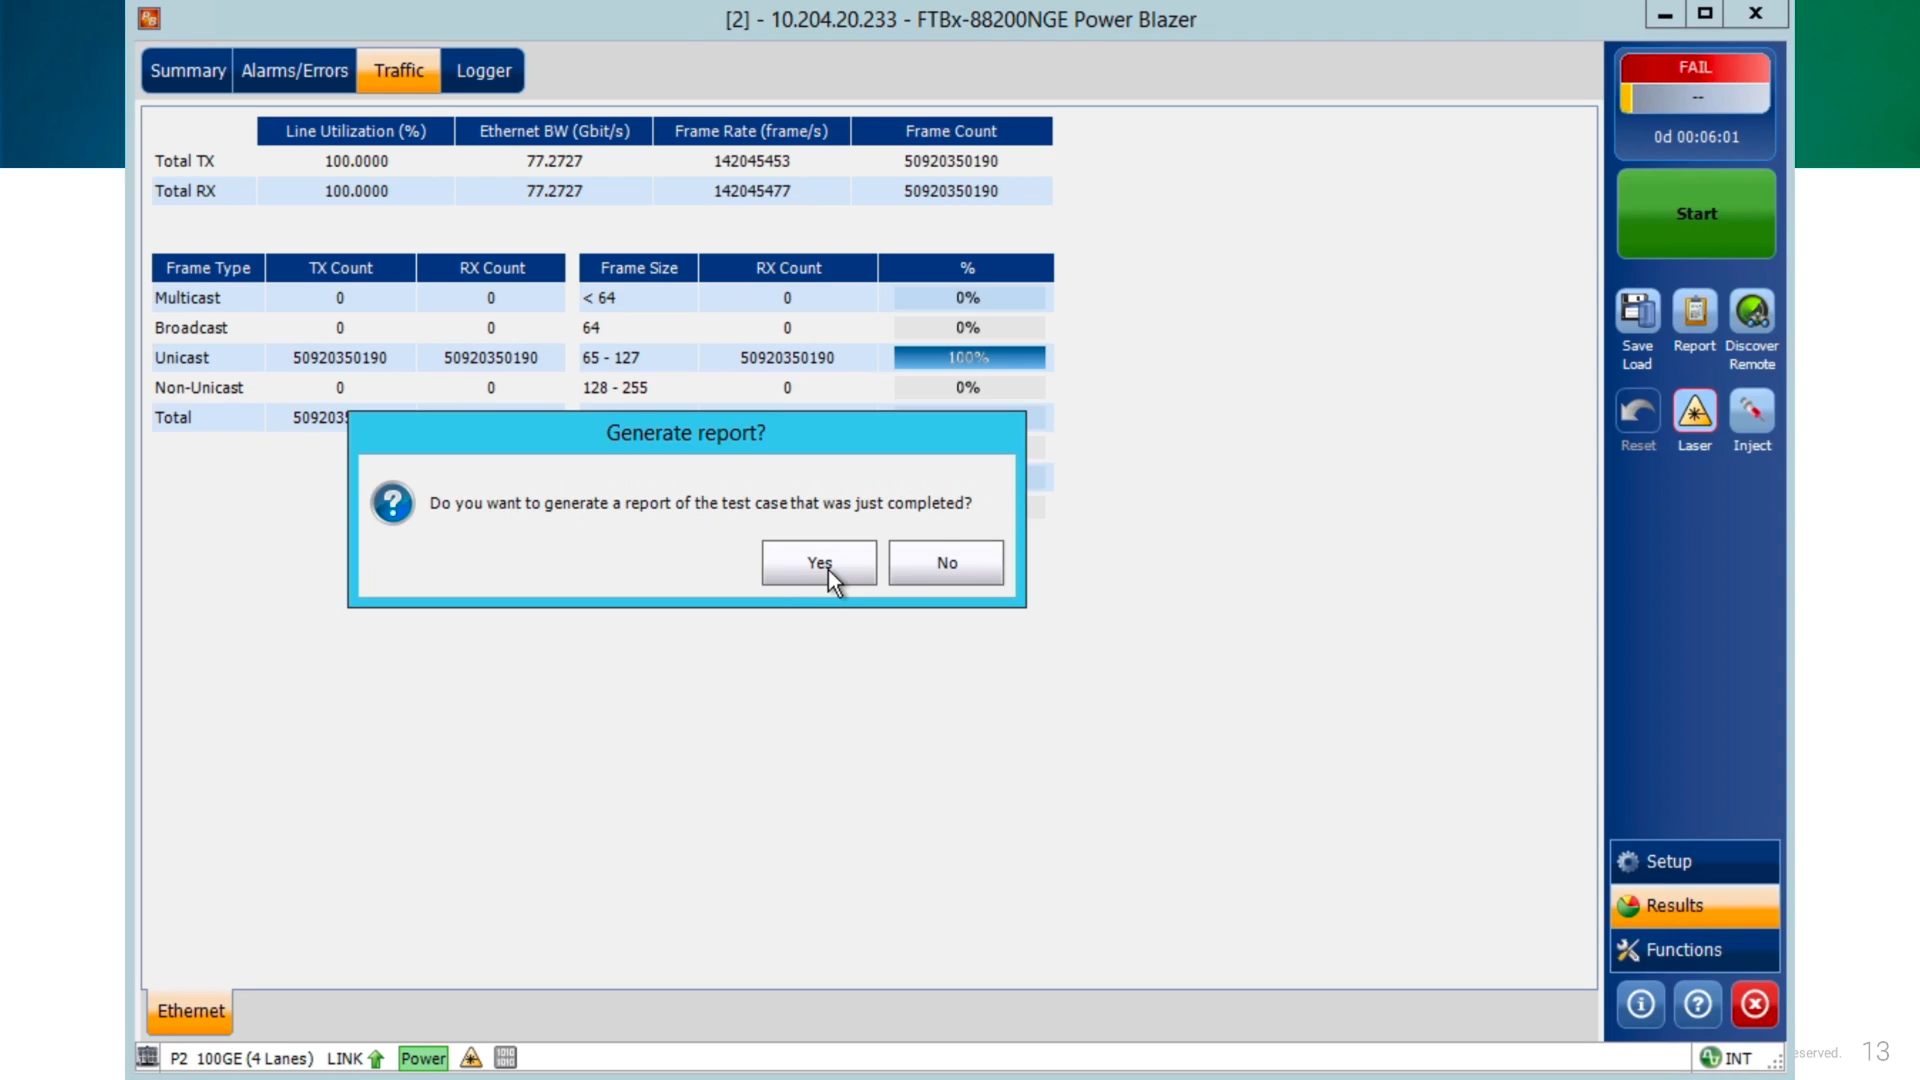 [2] - 10.204.20.233 - FTBx-88200NGE Power Blazer
Summary Alarms/Errors Traffic Logger
Line Utilization (%) Ethernet BW (Gbit/s) Frame Rate (frame/s) Frame Count
Total TX 100.0000 77.2727 142045453 50920350190
Total RX 100.0000 77.2727 142045477 50920350190
Frame Type TX Count RX Count Frame Size RX Count %
Multicast 0 0 < 64 0 0%
Broadcast 0 0 64 0 0%
Unicast 50920350190 50920350190 65 - 127 50920350190 100%
Non-Unicast 0 0 128 - 255 0 0%
Total 509203
Generate report?
Do you want to generate a report of the test case that was just completed?
Yes No
FAIL
--
0d 00:06:01
Start
Save Load Report Discover Remote
Reset Laser Inject
Setup
Results
Functions
Ethernet
P2 100GE (4 Lanes) LINK Power INT
eserved. 13